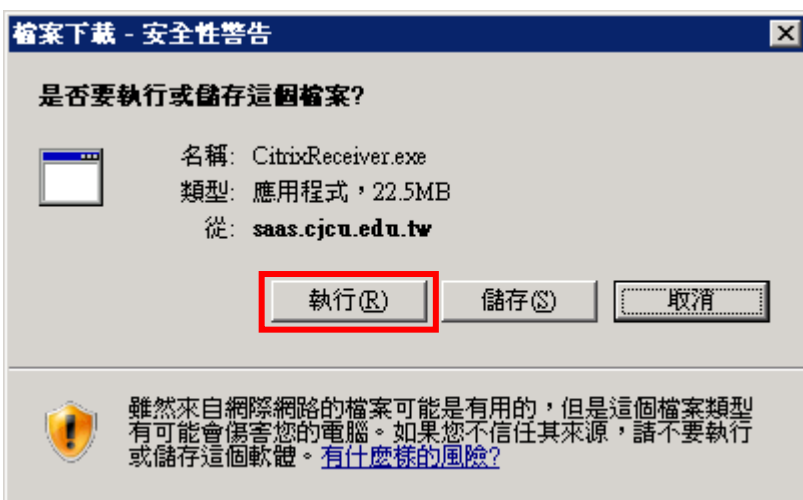 檔案下載 - 安全性警告
是否要執行或儲存這個檔案?
名稱: CitrixReceiver.exe
類型: 應用程式，22.5MB
從: saas.cjcu.edu.tw
執行(R) 儲存(S) 取消
雖然來自網際網路的檔案可能是有用的，但是這個檔案類型
有可能會傷害您的電腦。如果您不信任其來源，請不要執行
或儲存這個軟體。有什麼樣的風險?